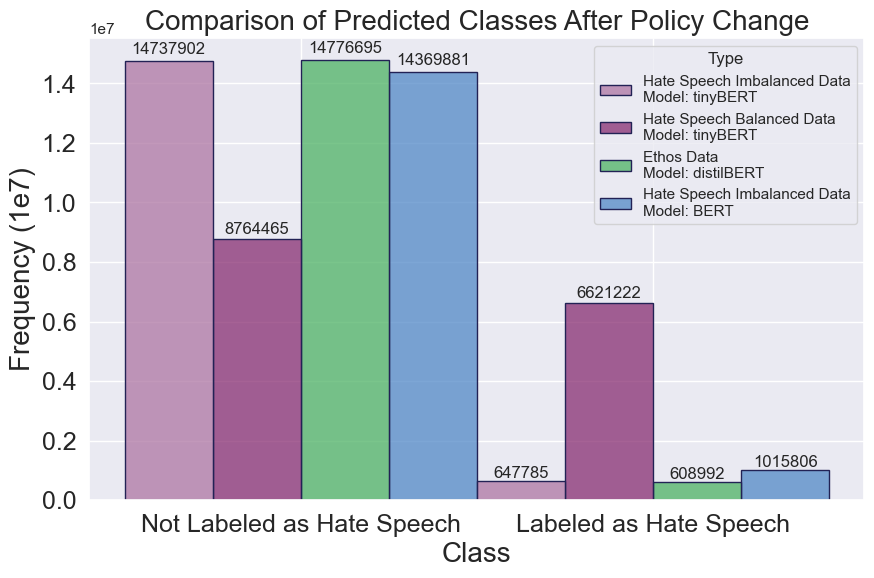 Comparison of Predicted Classes After Policy Change
1e7
Frequency (1e7)
1.4
1.2
1.0
0.8
0.6
0.4
0.2
0.0
14737902
8764465
14776695
14369881
647785
6621222
608992
1015806
Type
Hate Speech Imbalanced Data
Model: tinyBERT
Hate Speech Balanced Data
Model: tinyBERT
Ethos Data
Model: distilBERT
Hate Speech Imbalanced Data
Model: BERT
Not Labeled as Hate Speech
Labeled as Hate Speech
Class